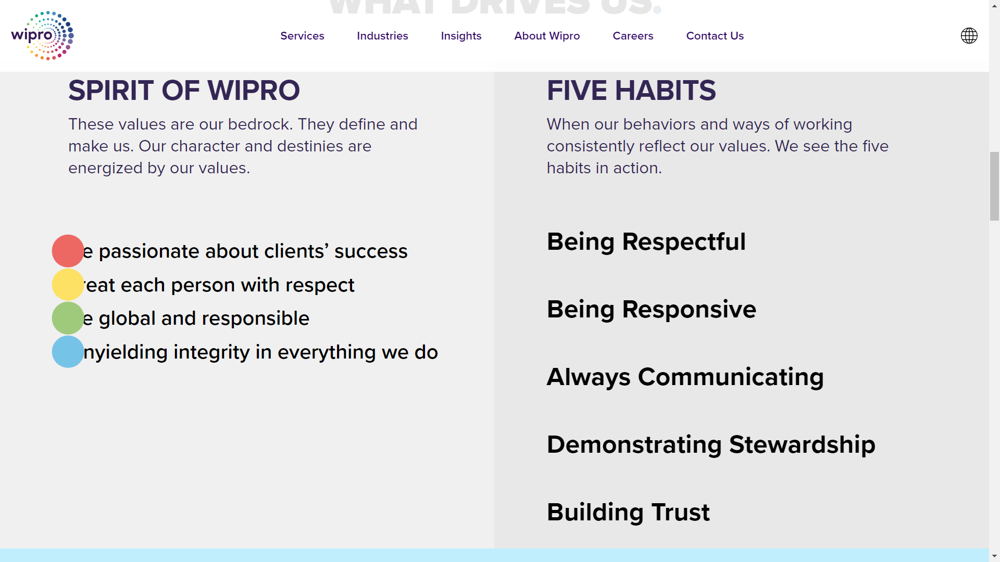 WHAT DRIVES US.
wipro
Services
Industries
Insights
About Wipro
Careers
Contact Us
SPIRIT OF WIPRO
These values are our bedrock. They define and
make us. Our character and destinies are
energized by our values.
e passionate about clients’ success
reat each person with respect
e global and responsible
nyielding integrity in everything we do
FIVE HABITS
When our behaviors and ways of working
consistently reflect our values. We see the five
habits in action.
Being Respectful
Being Responsive
Always Communicating
Demonstrating Stewardship
Building Trust